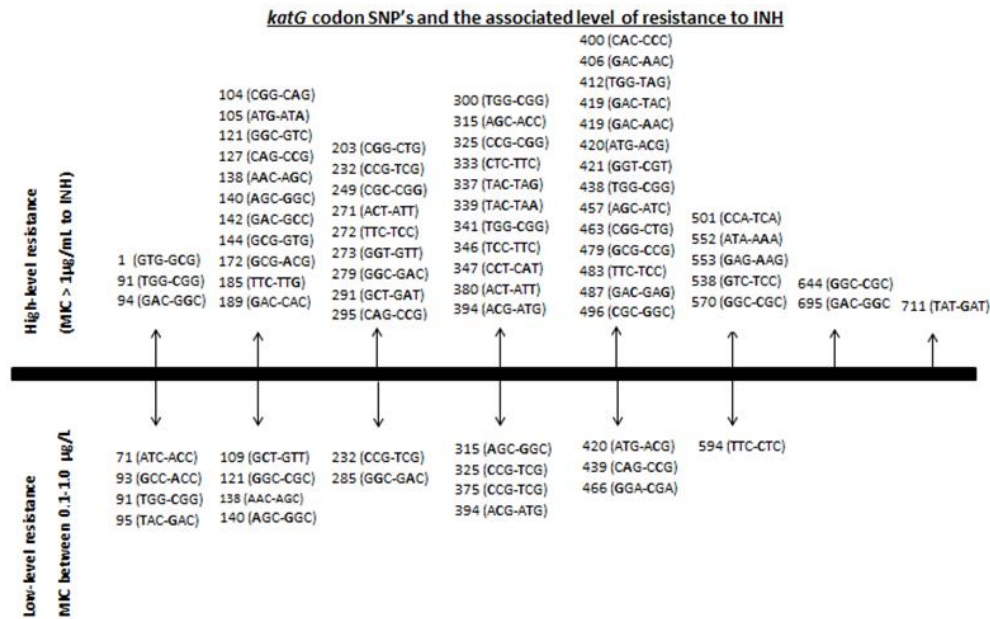 katG codon SNP's and the associated level of resistance to INH
High-level resistance
(MIC > 1µg/mL to INH)
1 (GTG-GCG)
91 (TGG-CGG)
94 (GAC-GGC)
104 (CGG-CAG)
105 (ATG-ATA)
121 (GGC-GTC)
127 (CAG-CCG)
138 (AAC-AGC)
140 (AGC-GGC)
142 (GAC-GCC)
144 (GCG-GTG)
172 (GCG-ACG)
185 (TTC-TTG)
189 (GAC-CAC)
203 (CGG-CTG)
232 (CCG-TCG)
249 (CGC-CGG)
271 (ACT-ATT)
272 (TTC-TCC)
273 (GGT-GTT)
279 (GGC-GAC)
291 (GCT-GAT)
295 (CAG-CCG)
300 (TGG-CGG)
315 (AGC-ACC)
325 (CCG-CGG)
333 (CTC-TTC)
337 (TAC-TAG)
339 (TAC-TAA)
341 (TGG-CGG)
346 (TCC-TTC)
347 (CCT-CAT)
380 (ACT-ATT)
394 (ACG-ATG)
400 (CAC-CCC)
406 (GAC-AAC)
412(TGG-TAG)
419 (GAC-TAC)
419 (GAC-AAC)
420(ATG-ACG)
421 (GGT-CGT)
438 (TGG-CGG)
457 (AGC-ATC)
463 (CGG-CTG)
479 (GCG-CCG)
483 (TTC-TCC)
487 (GAC-GAG)
496 (CGC-GGC)
501 (CCA-TCA)
552 (ATA-AAA)
553 (GAG-AAG)
538 (GTC-TCC)
570 (GGC-CGC)
644 (GGC-CGC)
695 (GAC-GGC
711 (TAT-GAT)
Low-level resistance
MIC between 0.1-1.0 µg/L
71 (ATC-ACC)
93 (GCC-ACC)
91 (TGG-CGG)
95 (TAC-GAC)
109 (GCT-GTT)
121 (GGC-CGC)
138 (AAC-AGC)
140 (AGC-GGC)
232 (CCG-TCG)
285 (GGC-GAC)
315 (AGC-GGC)
325 (CCG-TCG)
375 (CCG-TCG)
394 (ACG-ATG)
420 (ATG-ACG)
439 (CAG-CCG)
466 (GGA-CGA)
594 (TTC-CTC)